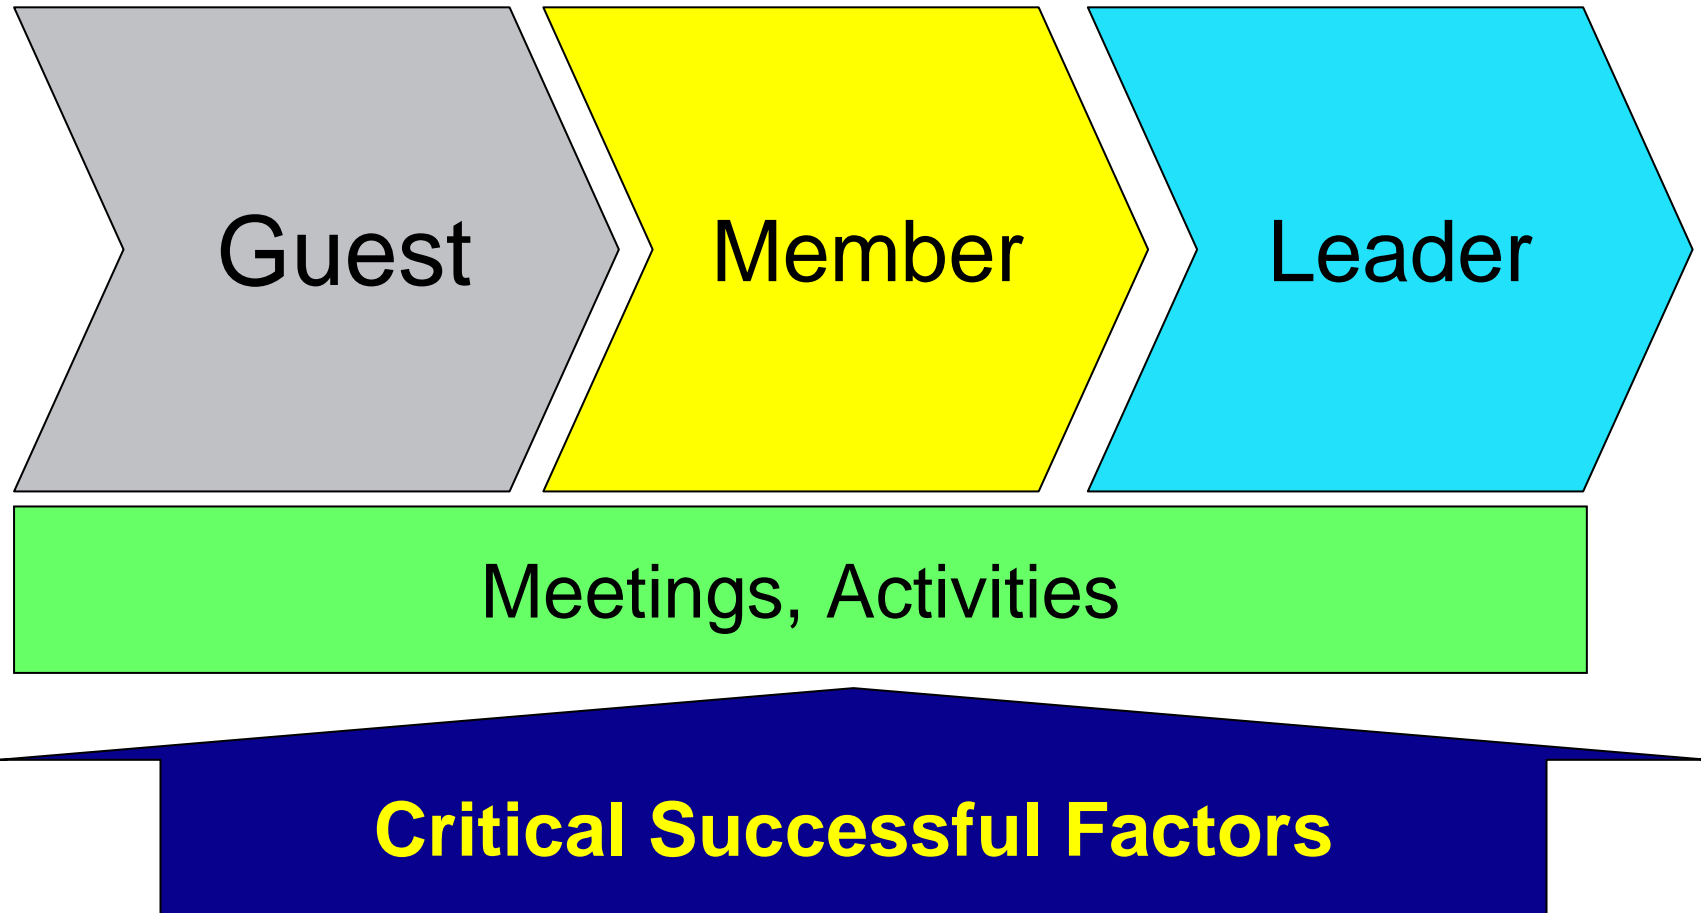 Guest
Member
Leader
Meetings, Activities
Critical Successful Factors